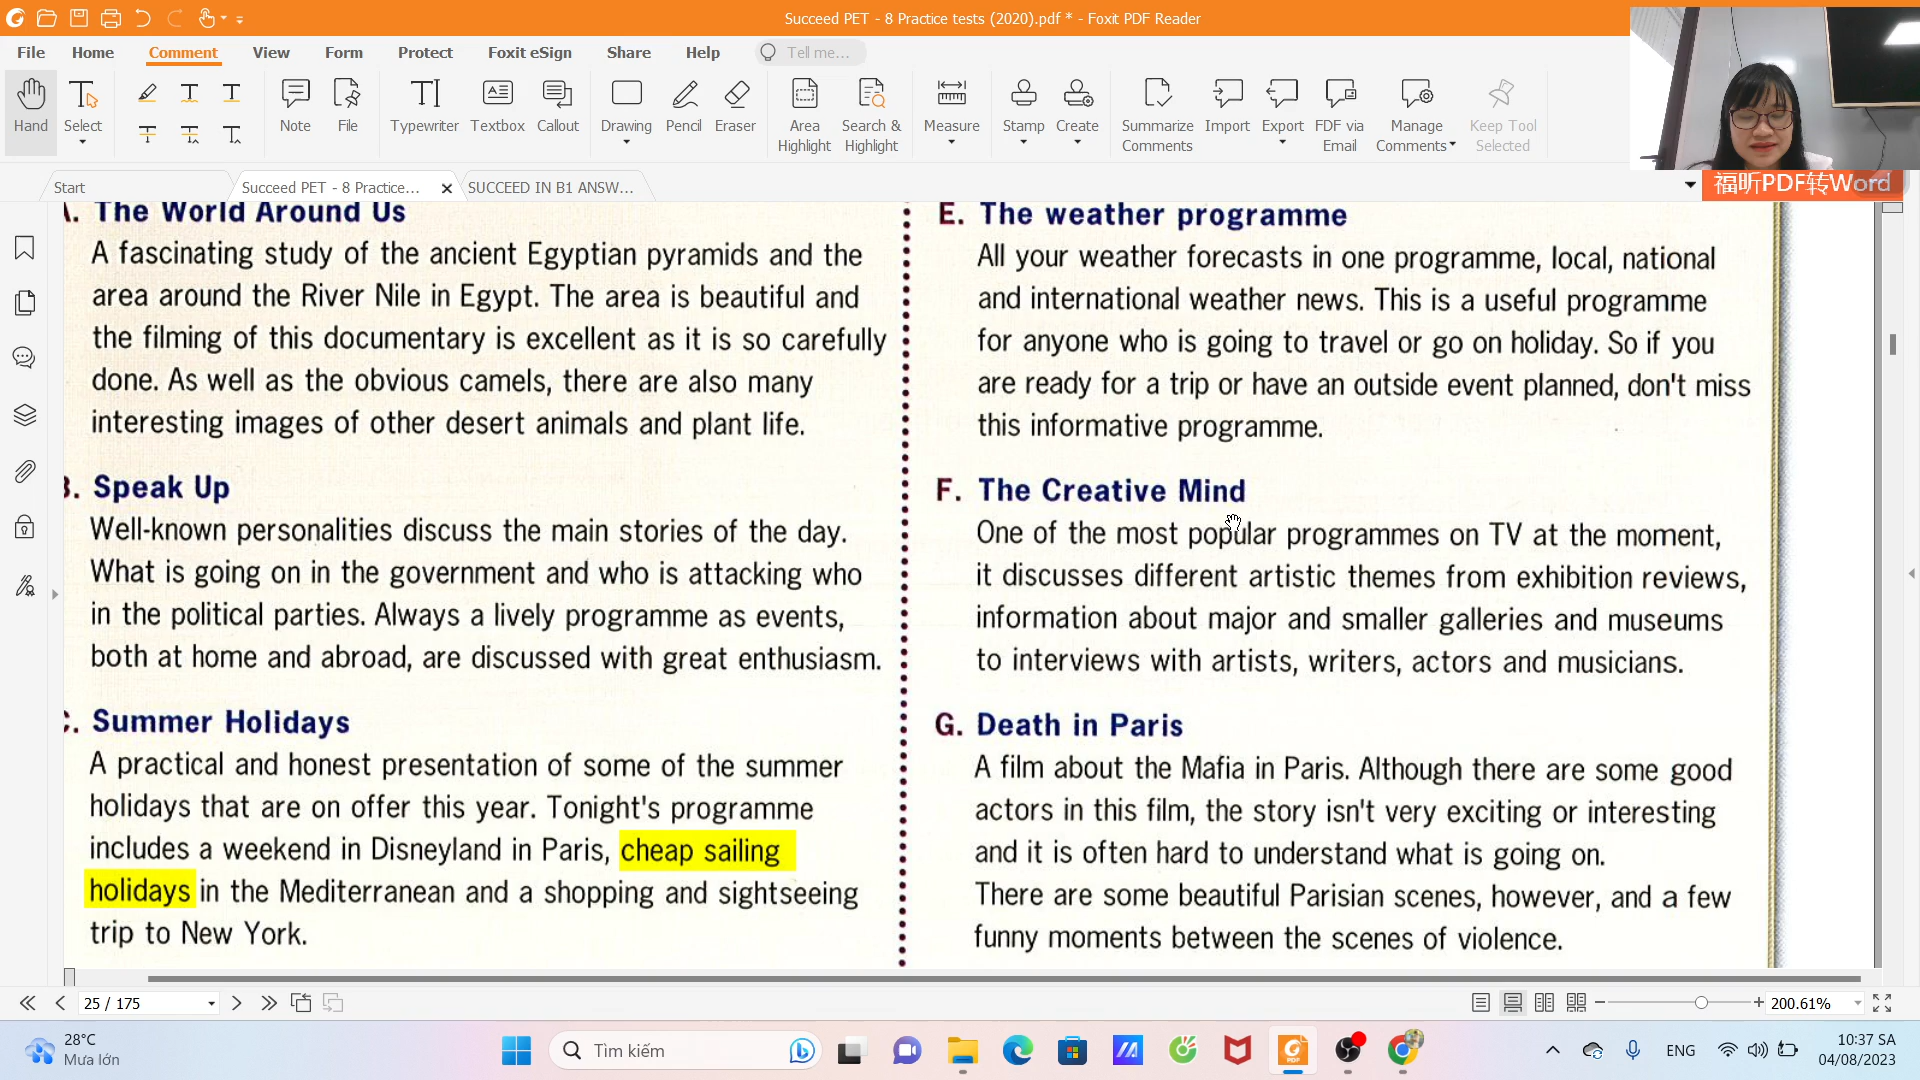 Succeed PET - 8 Practice tests (2020).pdf * - Foxit PDF Reader
File Home Comment View Form Protect Foxit eSign Share Help Tell me...
Hand Select Note File Typewriter Textbox Callout Drawing Pencil Eraser Area Highlight Search & Highlight Measure Stamp Create Summarize Comments Import Export FDF via Email Manage Comments Keep Tool Selected
Start Succeed PET - 8 Practice... SUCCEED IN B1 ANSW...
福昕PDF转Word
The World Around Us
A fascinating study of the ancient Egyptian pyramids and the
area around the River Nile in Egypt. The area is beautiful and
the filming of this documentary is excellent as it is so carefully
done. As well as the obvious camels, there are also many
interesting images of other desert animals and plant life.
B. Speak Up
Well-known personalities discuss the main stories of the day.
What is going on in the government and who is attacking who
in the political parties. Always a lively programme as events,
both at home and abroad, are discussed with great enthusiasm.
C. Summer Holidays
A practical and honest presentation of some of the summer
holidays that are on offer this year. Tonight's programme
includes a weekend in Disneyland in Paris, cheap sailing
holidays in the Mediterranean and a shopping and sightseeing
trip to New York.
E. The weather programme
All your weather forecasts in one programme, local, national
and international weather news. This is a useful programme
for anyone who is going to travel or go on holiday. So if you
are ready for a trip or have an outside event planned, don't miss
this informative programme.
F. The Creative Mind
One of the most popular programmes on TV at the moment,
it discusses different artistic themes from exhibition reviews,
information about major and smaller galleries and museums
to interviews with artists, writers, actors and musicians.
G. Death in Paris
A film about the Mafia in Paris. Although there are some good
actors in this film, the story isn't very exciting or interesting
and it is often hard to understand what is going on.
There are some beautiful Parisian scenes, however, and a few
funny moments between the scenes of violence.
25 / 175
200.61%
28°C
Mưa lớn
Tìm kiếm
ENG
10:37 SA
04/08/2023